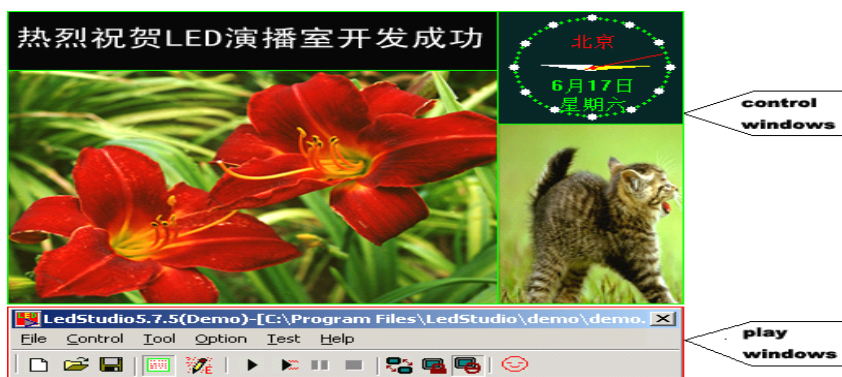 热烈祝贺LED演播室开发成功
北京
6月17日
星期六
control
windows
LedStudio5.7.5(Demo)-[C:\Program Files\LedStudio\demo\demo.
File Control Tool Option Test Help
play
windows